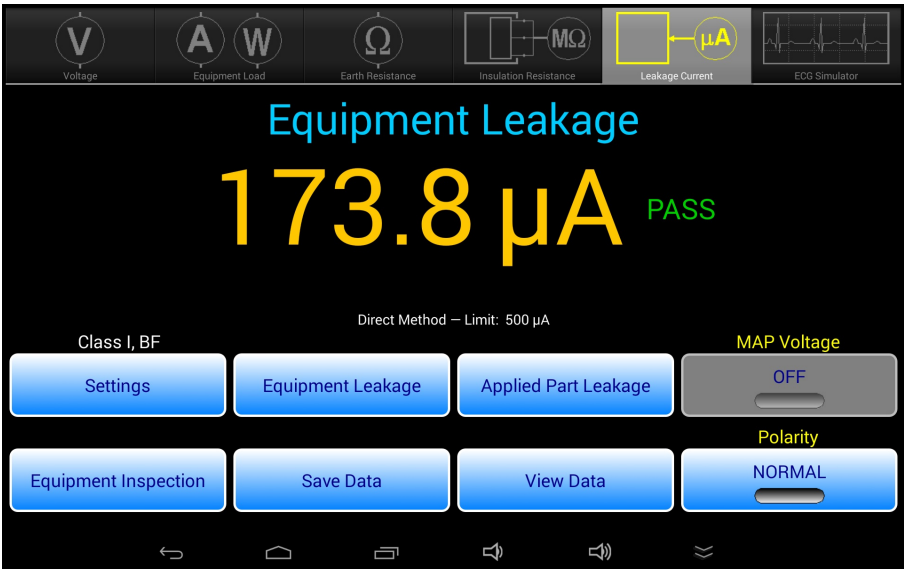 V A W Ω MΩ μA
Voltage Equipment Load Earth Resistance Insulation Resistance Leakage Current ECG Simulator
Equipment Leakage
173.8 μA PASS
Direct Method – Limit: 500 μA
Class I, BF MAP Voltage
Settings Equipment Leakage Applied Part Leakage OFF
Polarity
Equipment Inspection Save Data View Data NORMAL